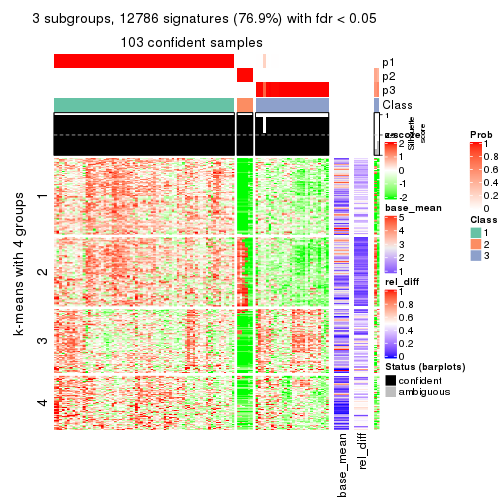 3 subgroups, 12786 signatures (76.9%) with fdr < 0.05
103 confident samples
p1
p2
p3
Class
1
Silhouette
score
k-means with 4 groups
1
2
3
4
base_mean
rel_diff
z-score
2
1
0
-1
-2
base_mean
5
4
3
2
1
rel_diff
1
0.8
0.6
0.4
0.2
0
Status (barplots)
confident
ambiguous
Prob
1
0.8
0.6
0.4
0.2
0
Class
1
2
3